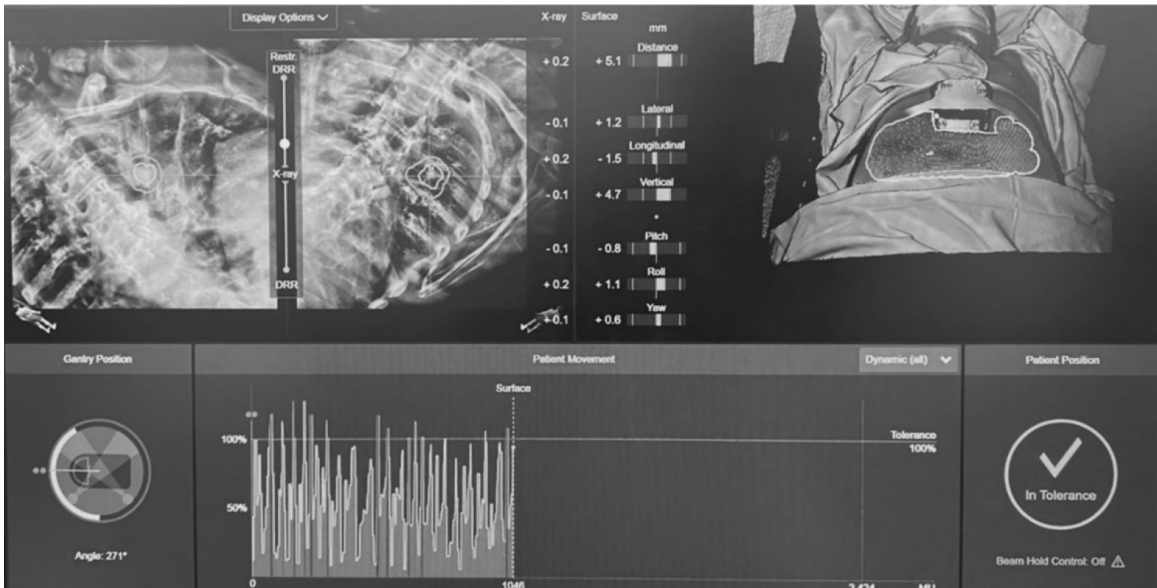 Display Options
X-ray
Surface
mm
Restr.
DRR
X-ray
DRR
Distance
+ 0.2
+ 5.1
Lateral
- 0.1
+ 1.2
Longitudinal
+ 0.2
- 1.5
Vertical
- 0.1
+ 4.7
Pitch
- 0.1
- 0.8
Roll
+ 0.2
+ 1.1
Yaw
+ 0.1
+ 0.6
Gantry Position
Patient Movement
Dynamic (all)
Patient Position
Surface
100%
Tolerance
100%
50%
In Tolerance
Angle: 271°
Beam Hold Control: Off
0
1046
2,424
MU